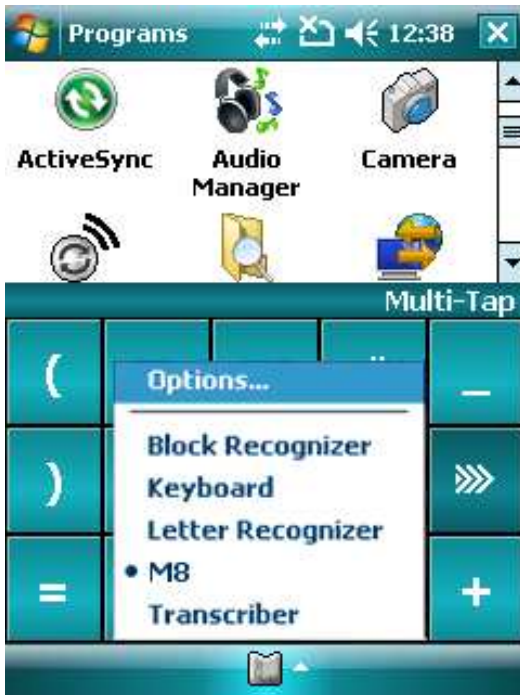 Programs 12:38
ActiveSync Audio Manager Camera
Multi-Tap
( _
Options...
Block Recognizer
) Keyboard
Letter Recognizer
M8
= +
Transcriber